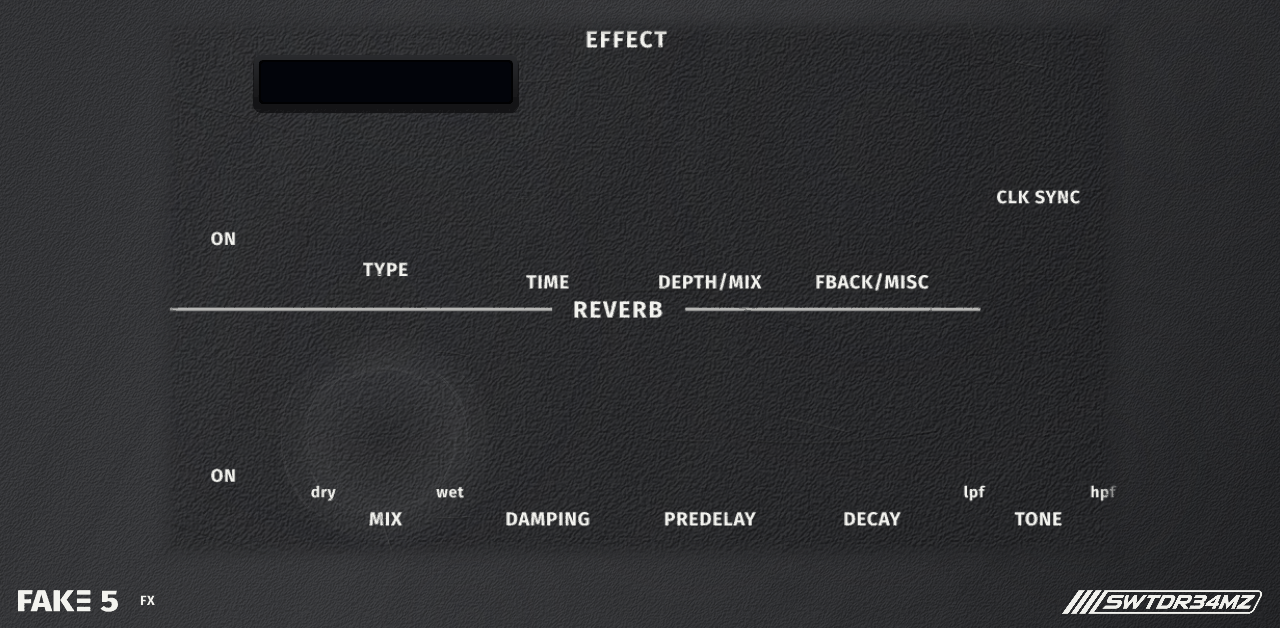 EFFECT
CLK SYNC
ON
TYPE
TIME DEPTH/MIX FBACK/MISC
REVERB
ON
dry wet lpf hpf
MIX DAMPING PREDELAY DECAY TONE
FAKE 5 FX SWTDR34MZ